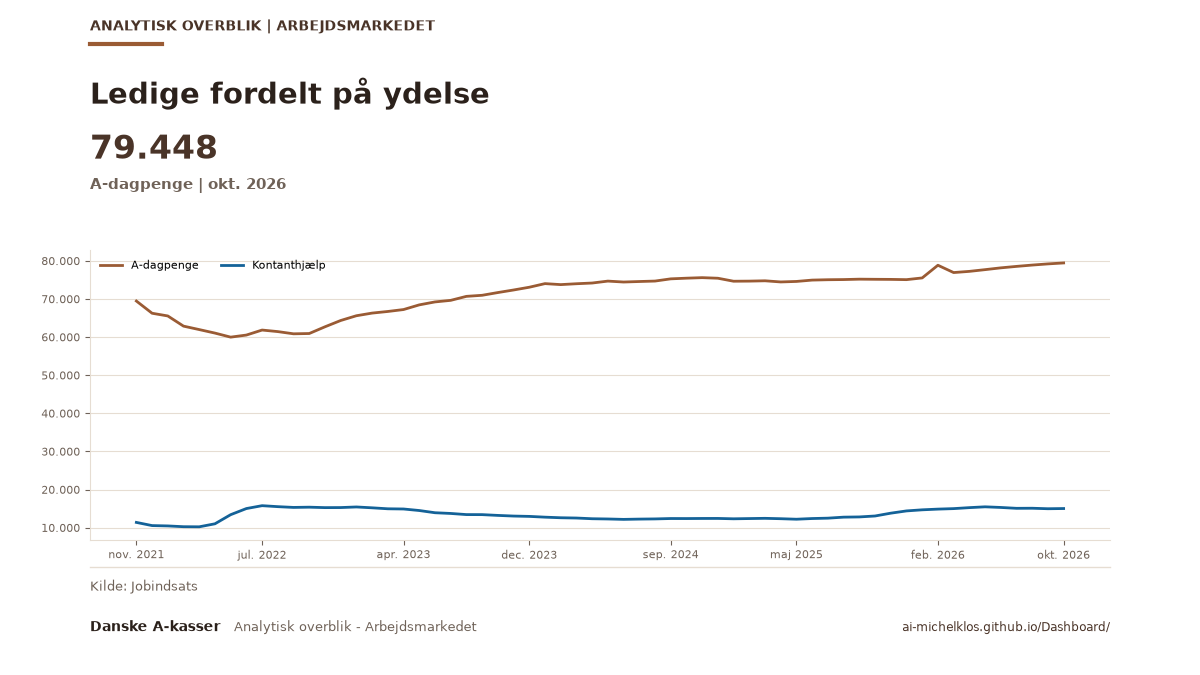 ANALYTISK OVERBLIK | ARBEJDSMARKEDET
Ledige fordelt på ydelse
79.448
A-dagpenge | okt. 2026
A-dagpenge
Kontanthjælp
80.000
70.000
60.000
50.000
40.000
30.000
20.000
10.000
nov. 2021
jul. 2022
apr. 2023
dec. 2023
sep. 2024
maj 2025
feb. 2026
okt. 2026
Kilde: Jobindsats
Danske A-kasser Analytisk overblik - Arbejdsmarkedet
ai-michelklos.github.io/Dashboard/